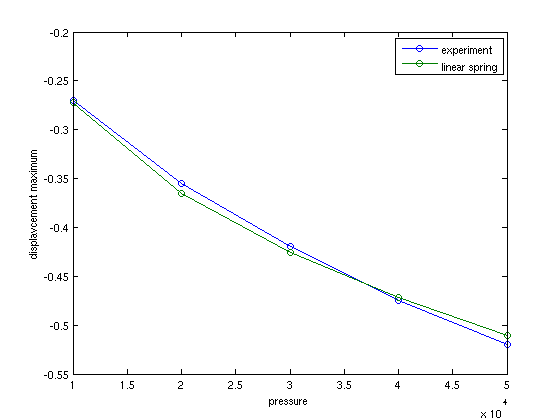 -0.2
-0.25
-0.3
-0.35
-0.4
-0.45
-0.5
-0.55
displavcement maximum
experiment
linear spring
1 1.5 2 2.5 3 3.5 4 4.5 5
pressure
4
x 10